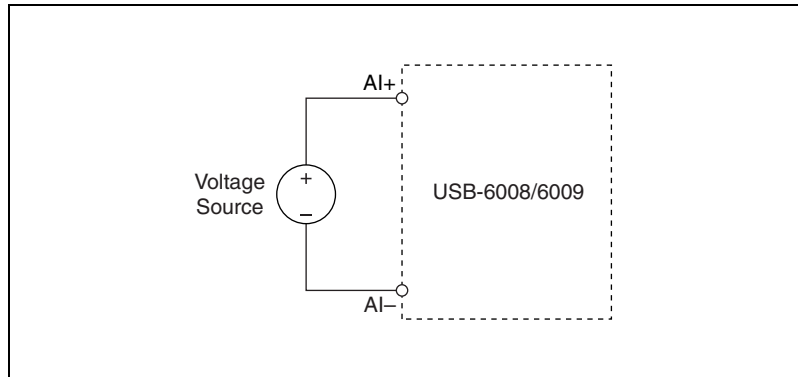 AI+
+
Voltage
Source
–
USB-6008/6009
AI–